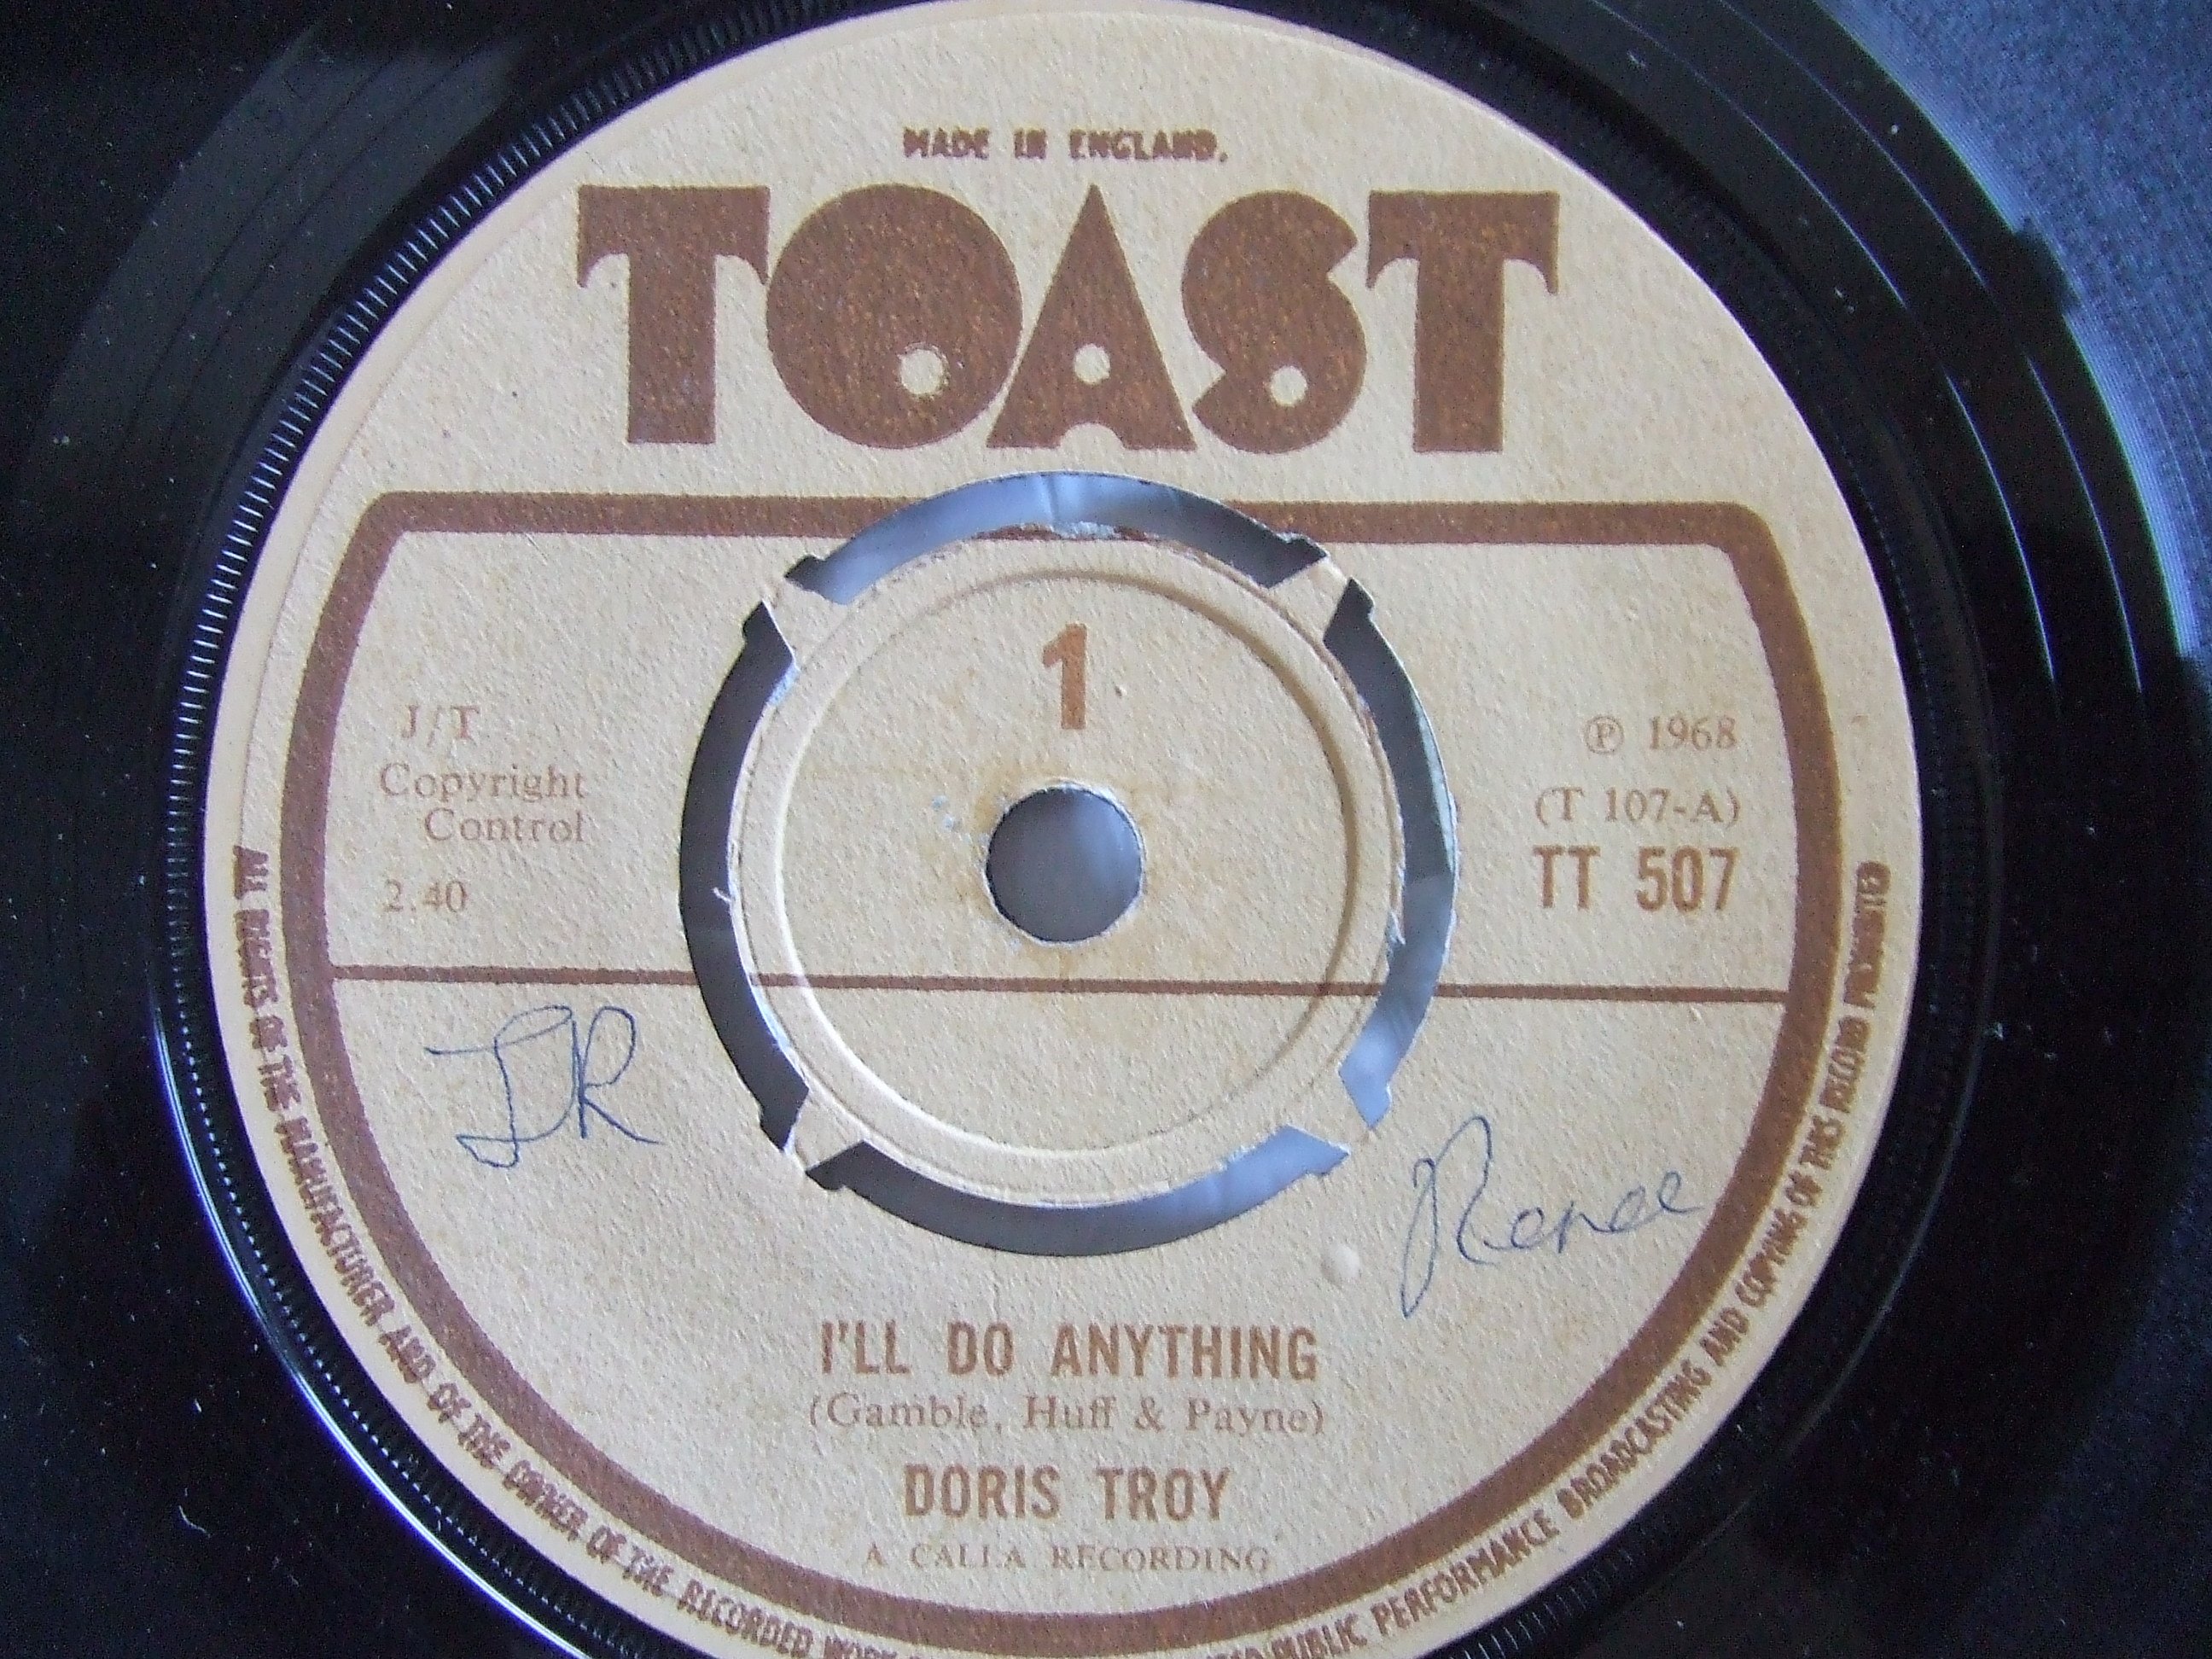 MADE IN ENGLAND.
TOAST
1
J/T
Copyright
Control
2.40
℗ 1968
(T 107-A)
TT 507
Renee
I'LL DO ANYTHING
(Gamble, Huff & Payne)
DORIS TROY
A CALLA RECORDING
ALL RIGHTS OF THE MANUFACTURER AND OF THE OWNER OF THE RECORDED WORK
PUBLIC PERFORMANCE BROADCASTING AND COPYING OF THIS RECORD PROHIBITED